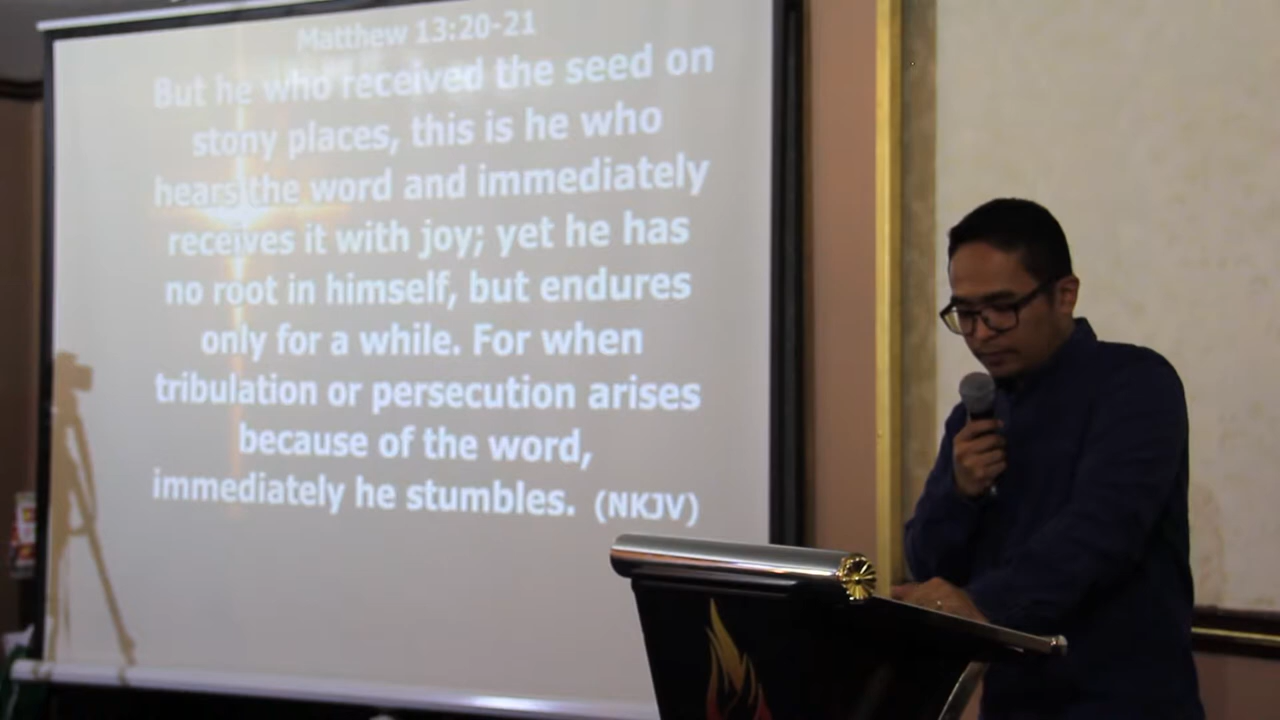 Matthew 13:20-21
But he who received the seed on
stony places, this is he who
hears the word and immediately
receives it with joy; yet he has
no root in himself, but endures
only for a while. For when
tribulation or persecution arises
because of the word,
immediately he stumbles. (NKJV)